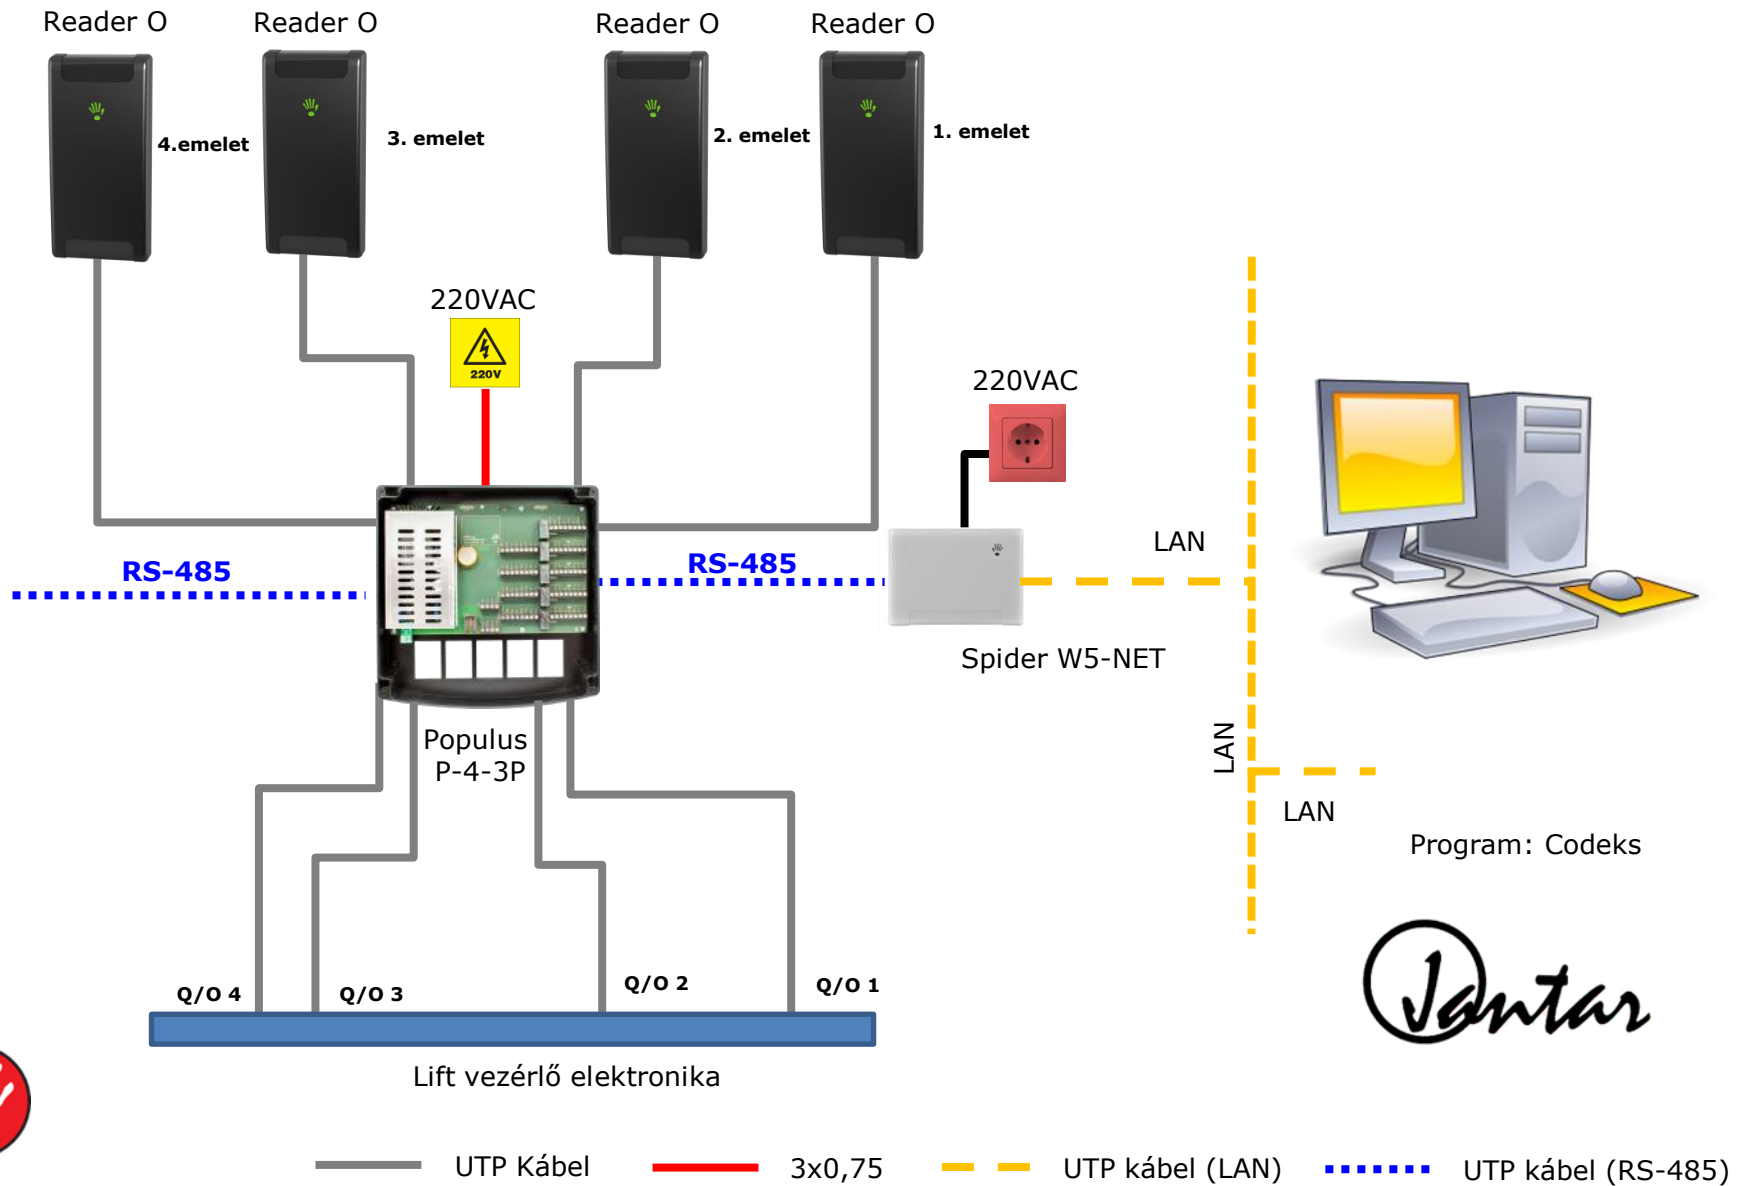 Reader O
Reader O
Reader O
Reader O
4.emelet
3. emelet
2. emelet
1. emelet
220VAC
220V
220VAC
RS-485
RS-485
LAN
Spider W5-NET
Populus
P-4-3P
LAN
LAN
Program: Codeks
Q/O 4
Q/O 3
Q/O 2
Q/O 1
Jantar
Lift vezérlő elektronika
UTP Kábel
3x0,75
UTP kábel (LAN)
UTP kábel (RS-485)